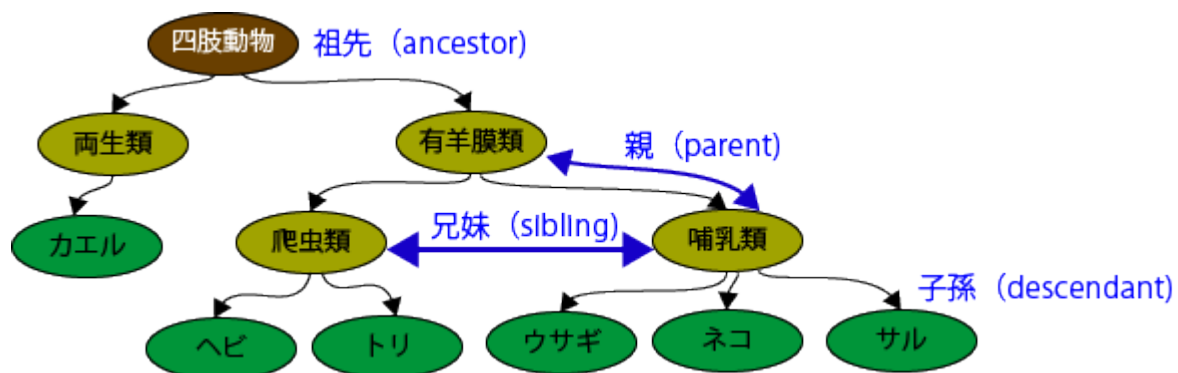 四肢動物 祖先（ancestor)
両生類 有羊膜類 親（parent)
カエル 爬虫類 兄妹（sibling) 哺乳類
子孫（descendant)
ヘビ トリ ウサギ ネコ サル